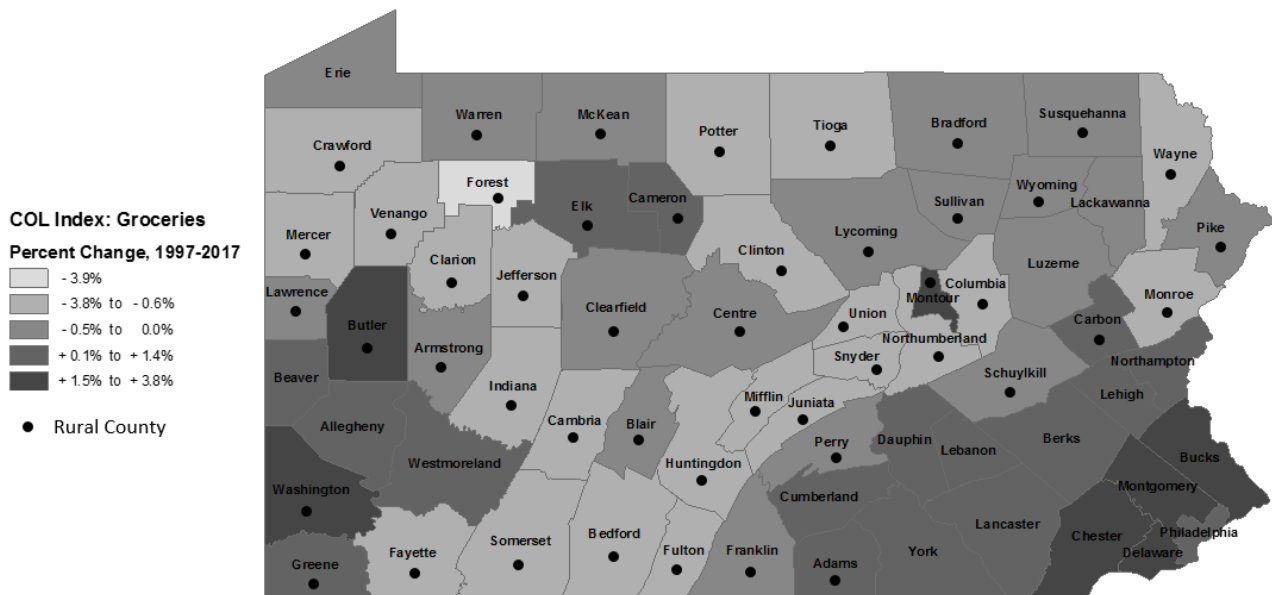 COL Index: Groceries
Percent Change, 1997-2017
- 3.9%
- 3.8% to - 0.6%
- 0.5% to 0.0%
+ 0.1% to + 1.4%
+ 1.5% to + 3.8%
Rural County
Erie
Warren
McKean
Potter
Tioga
Bradford
Susquehanna
Crawford
Wayne
Forest
Wyoming
Venango
Elk
Cameron
Sullivan
Lackawanna
Mercer
Lycoming
Pike
Clarion
Jefferson
Clinton
Luzerne
Lawrence
Columbia
Montour
Monroe
Butler
Clearfield
Centre
Union
Carbon
Armstrong
Northumberland
Snyder
Northampton
Beaver
Indiana
Schuylkill
Mifflin
Juniata
Lehigh
Allegheny
Cambria
Blair
Perry
Dauphin
Lebanon
Berks
Westmoreland
Huntingdon
Bucks
Washington
Cumberland
Montgomery
Somerset
Bedford
Lancaster
Chester
Philadelphia
Fayette
Fulton
Franklin
York
Delaware
Greene
Adams